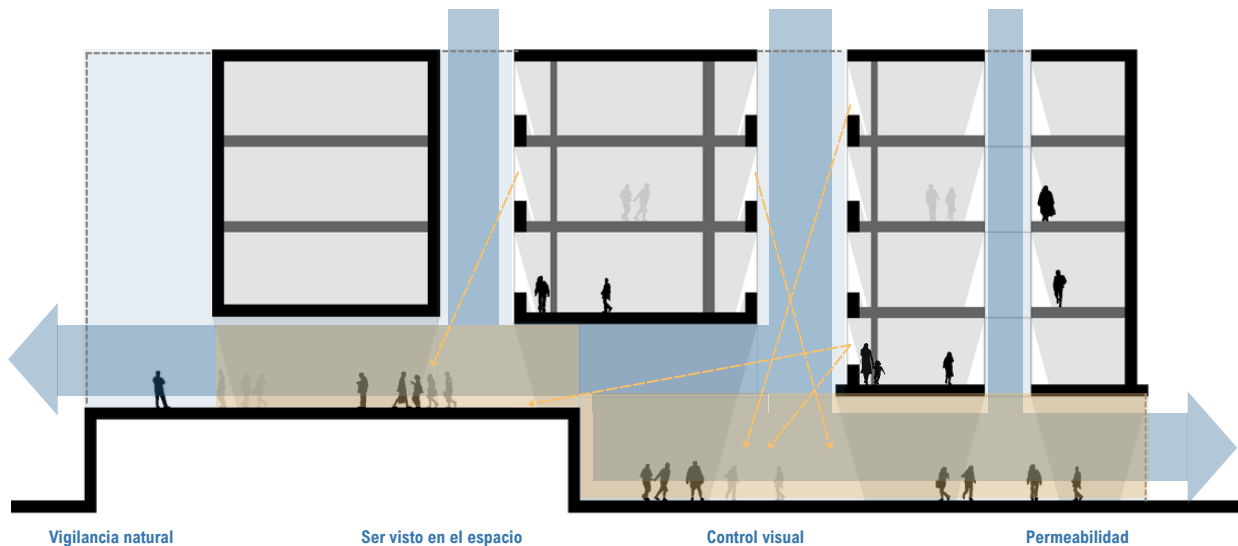 Vigilancia natural
Ser visto en el espacio
Control visual
Permeabilidad